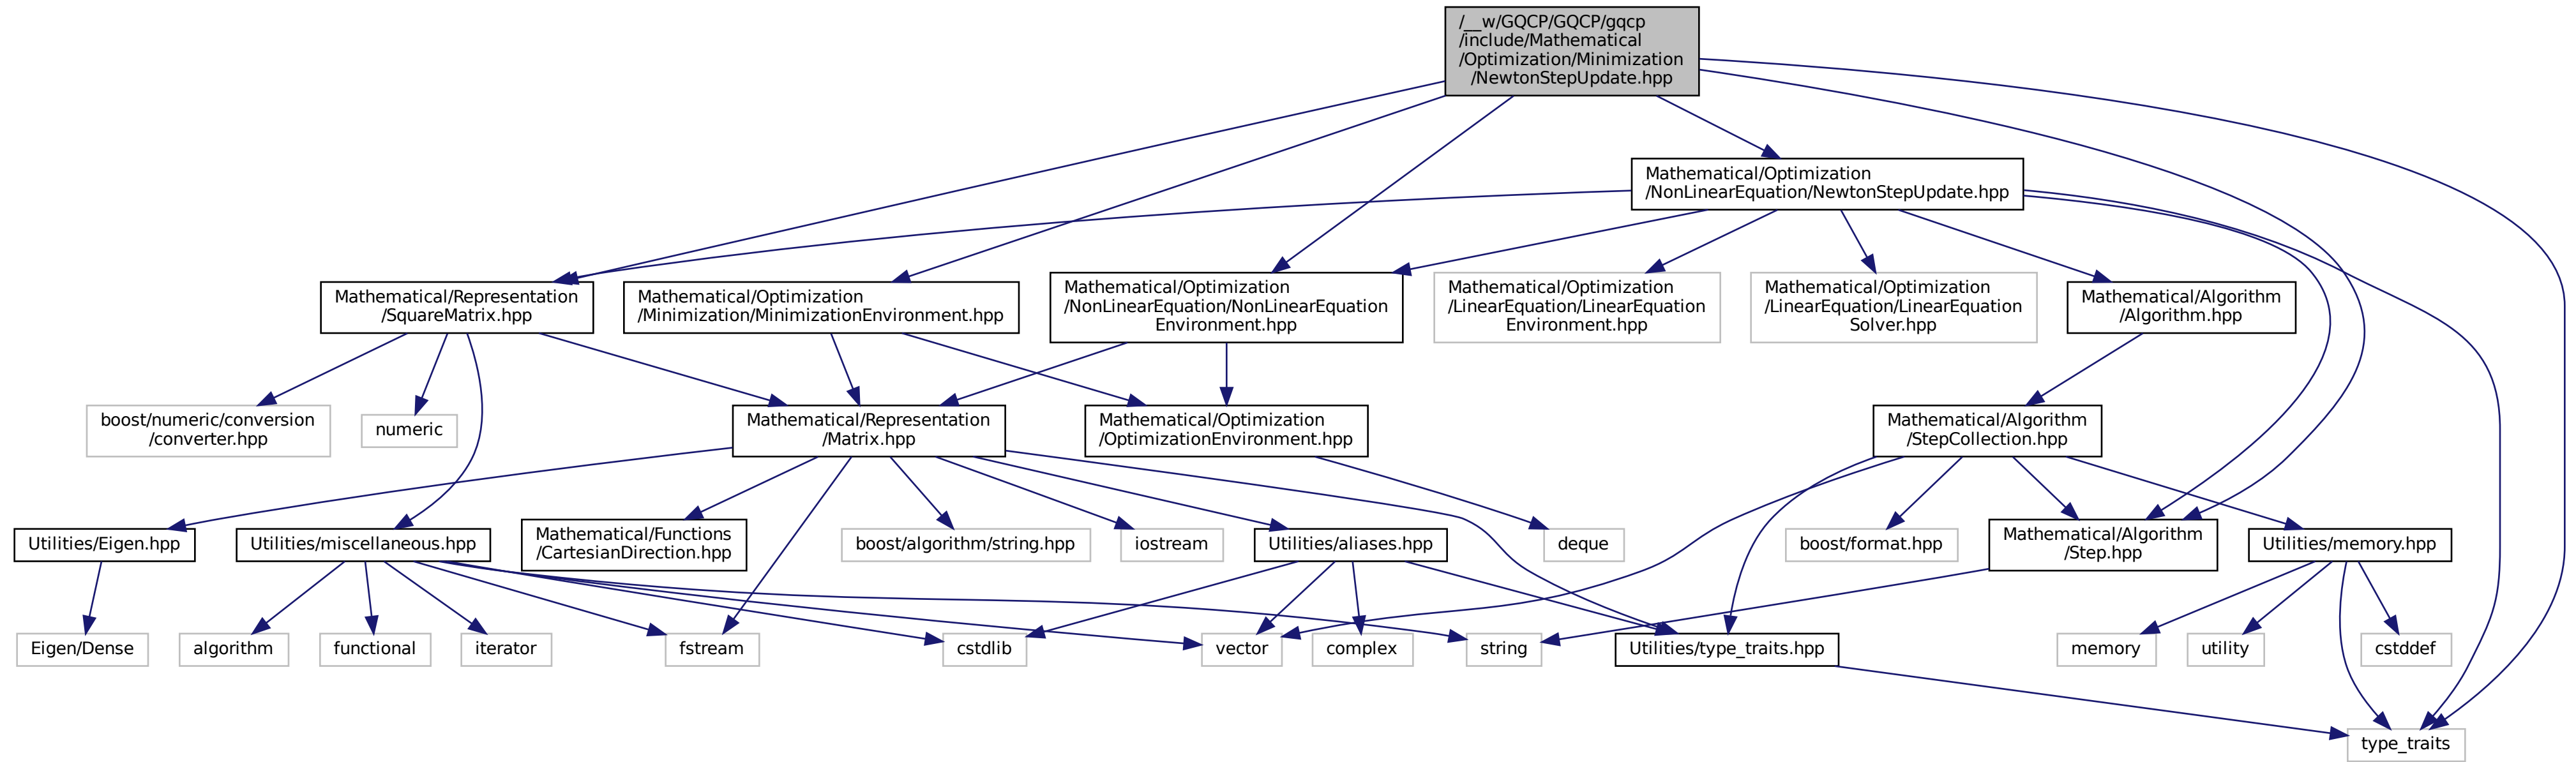 /__w/GQCP/GQCP/gqcp
/include/Mathematical
/Optimization/Minimization
/NewtonStepUpdate.hpp
Mathematical/Optimization
/NonLinearEquation/NewtonStepUpdate.hpp
Mathematical/Representation
/SquareMatrix.hpp
Mathematical/Optimization
/Minimization/MinimizationEnvironment.hpp
Mathematical/Optimization
/NonLinearEquation/NonLinearEquation
Environment.hpp
Mathematical/Optimization
/LinearEquation/LinearEquation
Environment.hpp
Mathematical/Optimization
/LinearEquation/LinearEquation
Solver.hpp
Mathematical/Algorithm
/Algorithm.hpp
boost/numeric/conversion
/converter.hpp
numeric
Mathematical/Representation
/Matrix.hpp
Mathematical/Optimization
/OptimizationEnvironment.hpp
Mathematical/Algorithm
/StepCollection.hpp
Utilities/Eigen.hpp
Utilities/miscellaneous.hpp
Mathematical/Functions
/CartesianDirection.hpp
boost/algorithm/string.hpp
iostream
Utilities/aliases.hpp
deque
boost/format.hpp
Mathematical/Algorithm
/Step.hpp
Utilities/memory.hpp
Eigen/Dense
algorithm
functional
iterator
fstream
cstdlib
vector
complex
string
Utilities/type_traits.hpp
memory
utility
cstddef
type_traits